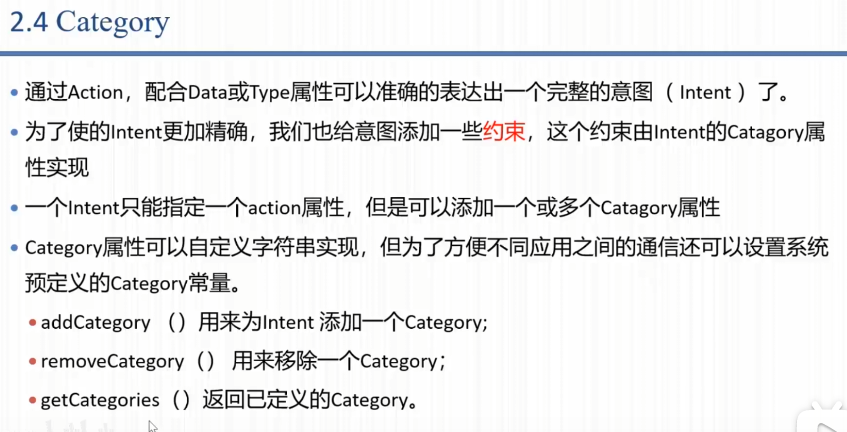 2.4 Category
通过Action，配合Data或Type属性可以准确的表达出一个完整的意图（ Intent ）了。
为了使的Intent更加精确，我们也给意图添加一些约束，这个约束由Intent的Catagory属
性实现
一个Intent只能指定一个action属性，但是可以添加一个或多个Catagory属性
Category属性可以自定义字符串实现，但为了方便不同应用之间的通信还可以设置系统
预定义的Category常量。
addCategory （）用来为Intent 添加一个Category;
removeCategory（） 用来移除一个Category；
getCategories（）返回已定义的Category。